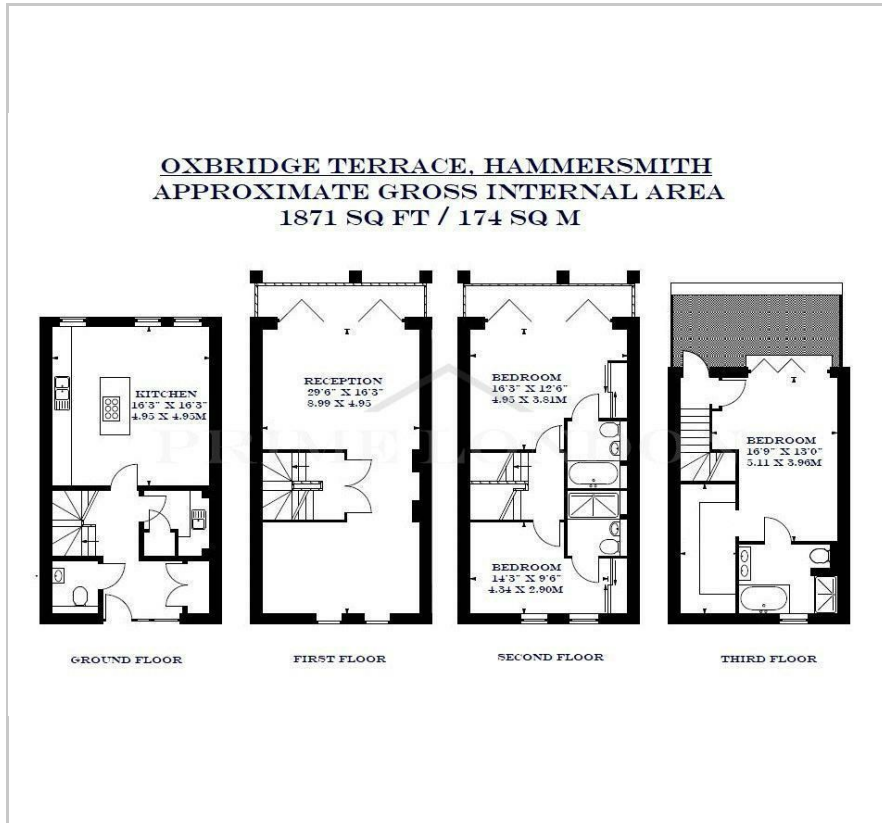 OXBRIDGE TERRACE, HAMMERSMITH
APPROXIMATE GROSS INTERNAL AREA
1871 SQ FT / 174 SQ M
KITCHEN
16'3" X 16'3"
4.95 X 4.95M
GROUND FLOOR
RECEPTION
29'6" X 16'3"
8.99 X 4.95
FIRST FLOOR
BEDROOM
16'3" X 12'6"
4.95 X 3.81M
BEDROOM
14'3" X 9'6"
4.34 X 2.90M
SECOND FLOOR
BEDROOM
16'9" X 13'0"
5.11 X 3.96M
THIRD FLOOR
PRIME LONDON